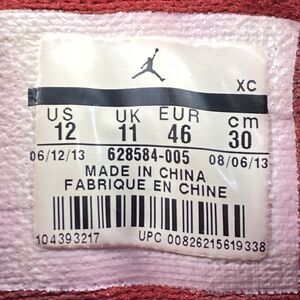 XC
US UK EUR cm
12 11 46 30
06/12/13 628584-005 08/06/13
MADE IN CHINA
FABRIQUE EN CHINE
104393217 UPC 00826215619338